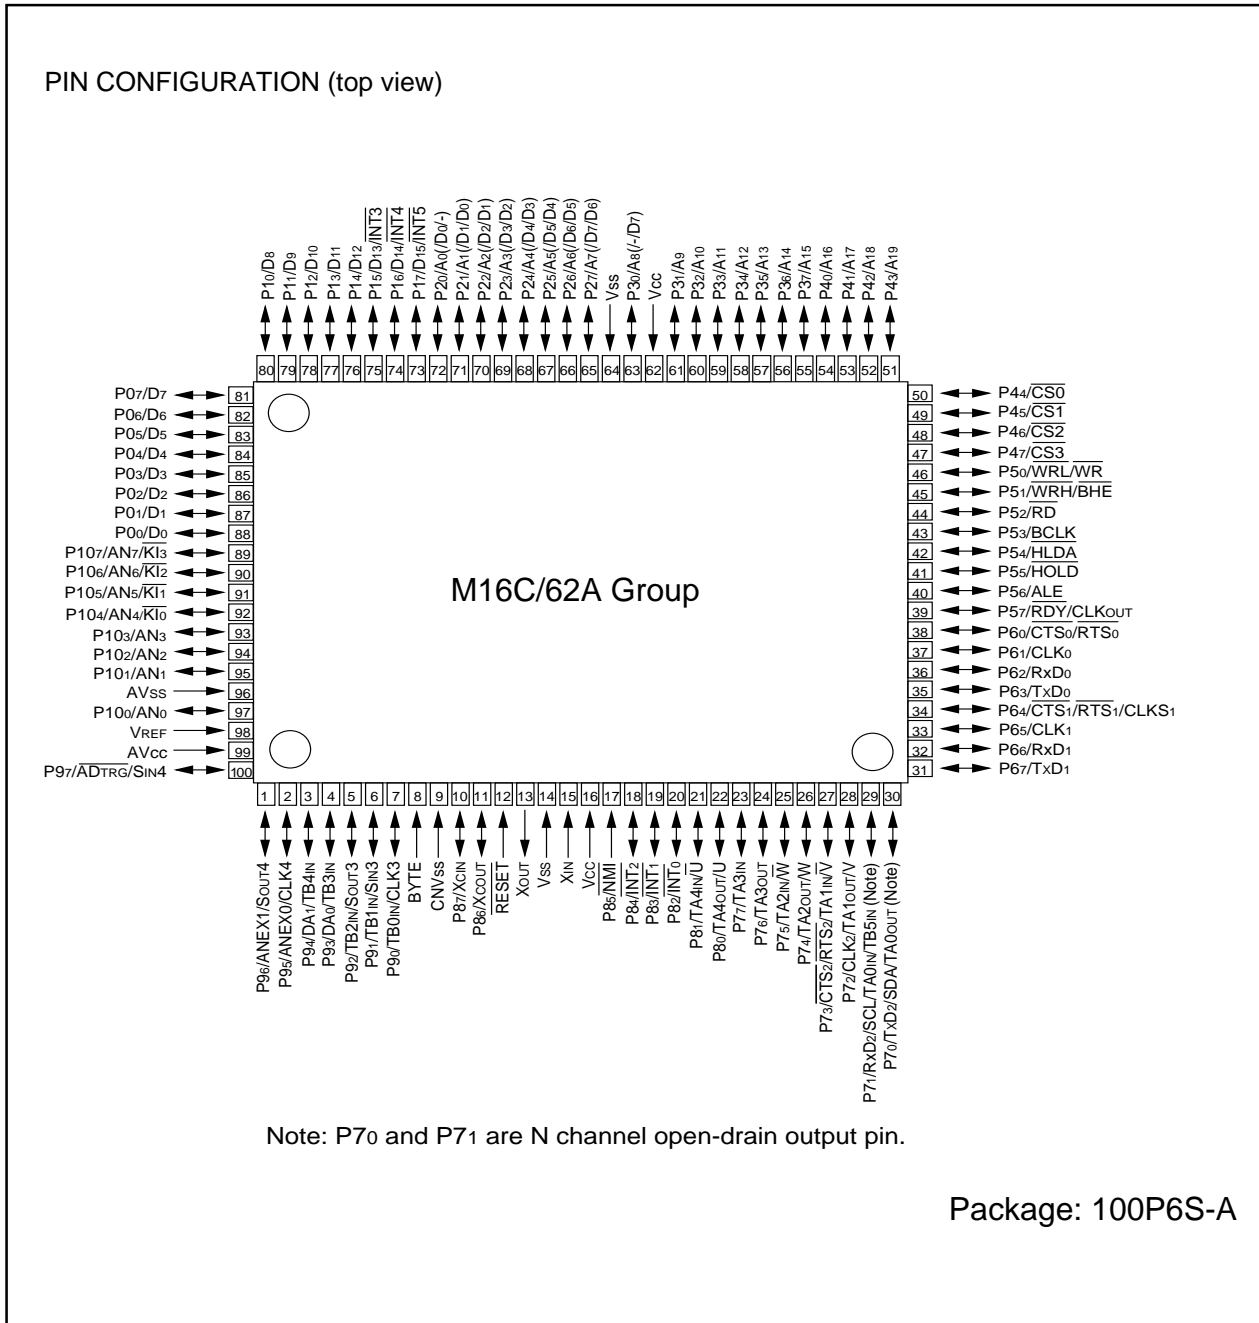 PIN CONFIGURATION (top view)
P10/D8
P11/D9
P12/D10
P13/D11
P14/D12
P15/D13/INT3
P16/D14/INT4
P17/D15/INT5
P20/A0(/D0/-)
P21/A1(/D1/D0)
P22/A2(/D2/D1)
P23/A3(/D3/D2)
P24/A4(/D4/D3)
P25/A5(/D5/D4)
P26/A6(/D6/D5)
P27/A7(/D7/D6)
Vss
P30/A8(/-/D7)
Vcc
P31/A9
P32/A10
P33/A11
P34/A12
P35/A13
P36/A14
P37/A15
P40/A16
P41/A17
P42/A18
P43/A19
80 79 78 77 76 75 74 73 72 71 70 69 68 67 66 65 64 63 62 61 60 59 58 57 56 55 54 53 52 51
P07/D7 81
P06/D6 82
P05/D5 83
P04/D4 84
P03/D3 85
P02/D2 86
P01/D1 87
P00/D0 88
P107/AN7/KI3 89
P106/AN6/KI2 90
P105/AN5/KI1 91
P104/AN4/KI0 92
P103/AN3 93
P102/AN2 94
P101/AN1 95
AVSS 96
P100/AN0 97
VREF 98
AVCC 99
P97/ADTRG/SIN4 100
M16C/62A Group
50 P44/CS0
49 P45/CS1
48 P46/CS2
47 P47/CS3
46 P50/WRL/WR
45 P51/WRH/BHE
44 P52/RD
43 P53/BCLK
42 P54/HLDA
41 P55/HOLD
40 P56/ALE
39 P57/RDY/CLKOUT
38 P60/CTS0/RTS0
37 P61/CLK0
36 P62/RxD0
35 P63/TxD0
34 P64/CTS1/RTS1/CLKS1
33 P65/CLK1
32 P66/RxD1
31 P67/TxD1
1 2 3 4 5 6 7 8 9 10 11 12 13 14 15 16 17 18 19 20 21 22 23 24 25 26 27 28 29 30
P96/ANEX1/SOUT4
P95/ANEX0/CLK4
P94/DA1/TB4IN
P93/DA0/TB3IN
P92/TB2IN/SOUT3
P91/TB1IN/SIN3
P90/TB0IN/CLK3
BYTE
CNVss
P87/XCIN
P86/XCOUT
RESET
XOUT
VSS
XIN
VCC
P85/NMI
P84/INT2
P83/INT1
P82/INT0
P81/TA4IN/U
P80/TA4OUT/U
P77/TA3IN
P76/TA3OUT
P75/TA2IN/W
P74/TA2OUT/W
P73/CTS2/RTS2/TA1IN/V
P72/CLK2/TA1OUT/V
P71/RxD2/SCL/TA0IN/TB5IN (Note)
P70/TxD2/SDA/TA0OUT (Note)
Note: P70 and P71 are N channel open-drain output pin.
Package: 100P6S-A